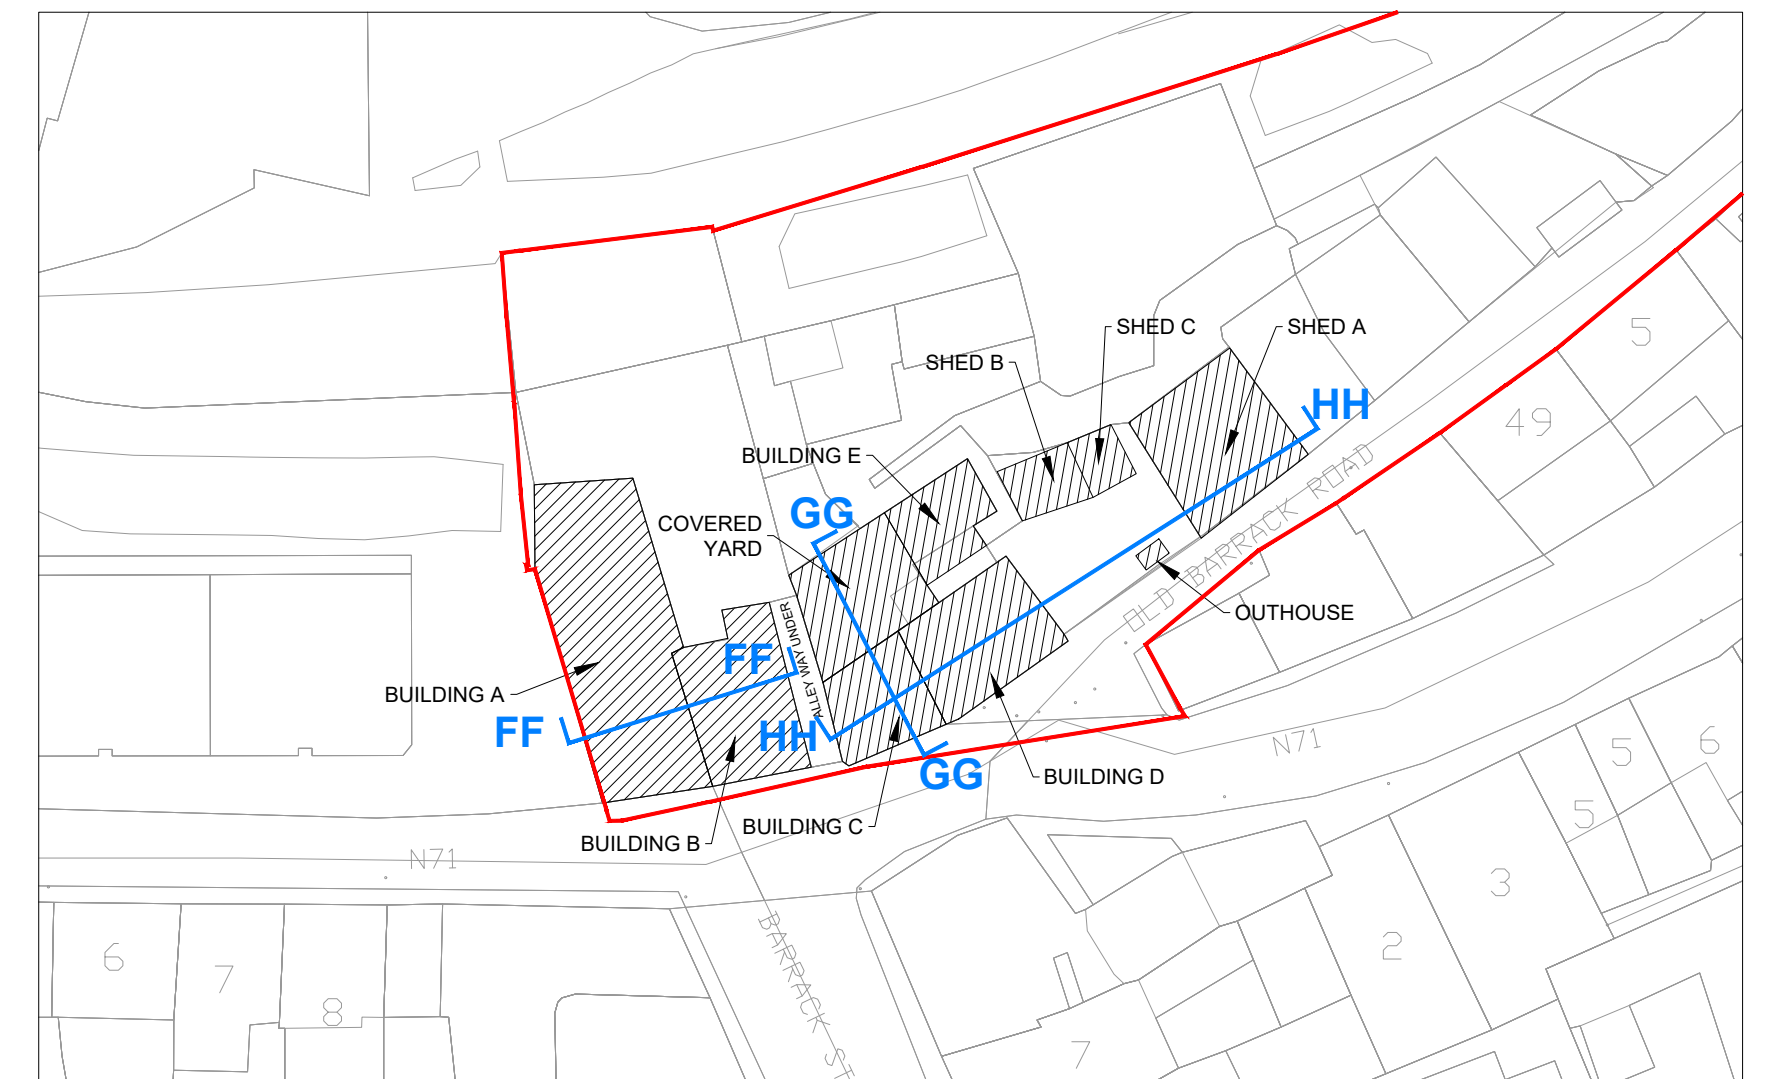 SHED C
SHED A
5
SHED B
HH
49
BUILDING E
OLD BARRACK ROAD
GG
COVERED
YARD
ALLEY WAY UNDER
OUTHOUSE
FF
BUILDING A
FF
HH
N71
5
6
GG
BUILDING D
5
BUILDING C
BUILDING B
N71
3
BARRACK ST
2
6
7
8
7